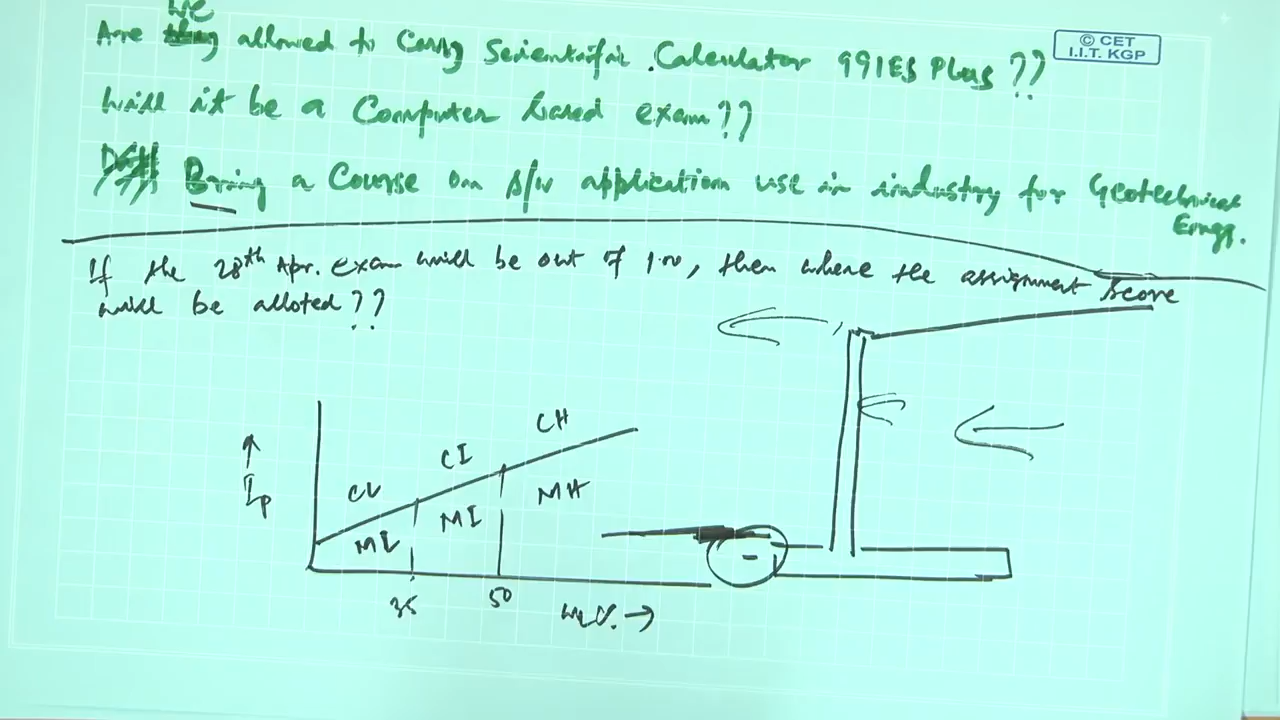 we
Are they allowed to Carry Scientific Calculator 991ES Plus ??
© CET
I.I.T. KGP
Will it be a Computer based exam??
Bring a Course on s/w application use in industry for Geotechnical
Engg.
If the 28th Apr. exam will be out of 100, then where the assignment score
will be alloted??
CH
CI
CL
Ip
MH
MI
ML
35
50
WL%.